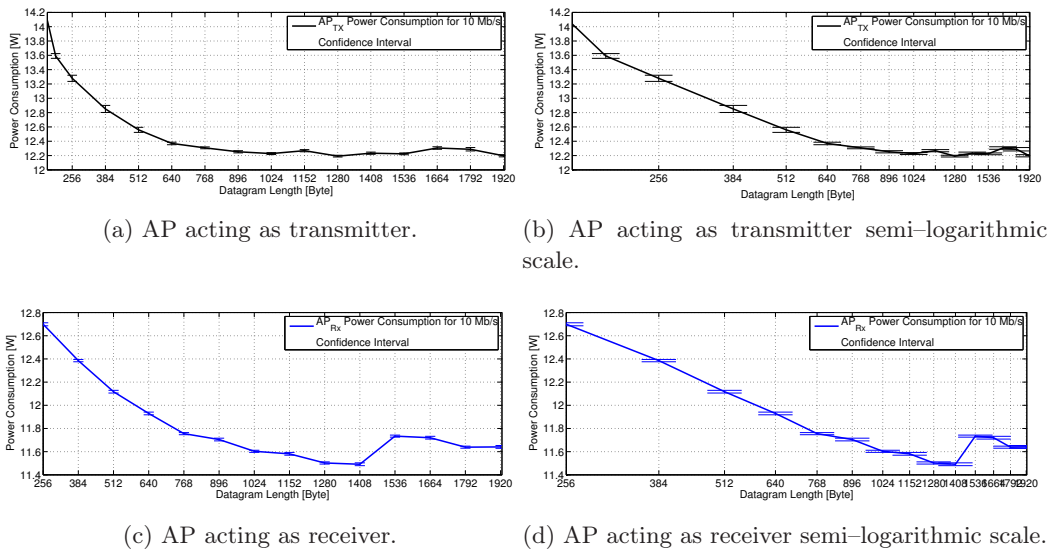 14.2
14
13.8
13.6
13.4
13.2
13
12.8
12.6
12.4
12.2
12
Power Consumption [W]
256 384 512 640 768 896 1024 1152 1280 1408 1536 1664 1792 1920
Datagram Length [Byte]
AP_TX Power Consumption for 10 Mb/s
Confidence Interval
14.2
14
13.8
13.6
13.4
13.2
13
12.8
12.6
12.4
12.2
12
Power Consumption [W]
256 384 512 640 768 896 1024 1280 1536 1920
Datagram Length [Byte]
AP_TX Power Consumption for 10 Mb/s
Confidence Interval
(a) AP acting as transmitter.
(b) AP acting as transmitter semi–logarithmic
scale.
12.8
12.6
12.4
12.2
12
11.8
11.6
11.4
Power Consumption [W]
256 384 512 640 768 896 1024 1152 1280 1408 1536 1664 1792 1920
Datagram Length [Byte]
AP_Rx Power Consumption for 10 Mb/s
Confidence Interval
12.8
12.6
12.4
12.2
12
11.8
11.6
11.4
Power Consumption [W]
256 384 512 640 768 896 1024 1152 1280 1408 1536 1664 1792 1920
Datagram Length [Byte]
AP_Rx Power Consumption for 10 Mb/s
Confidence Interval
(c) AP acting as receiver.
(d) AP acting as receiver semi–logarithmic scale.